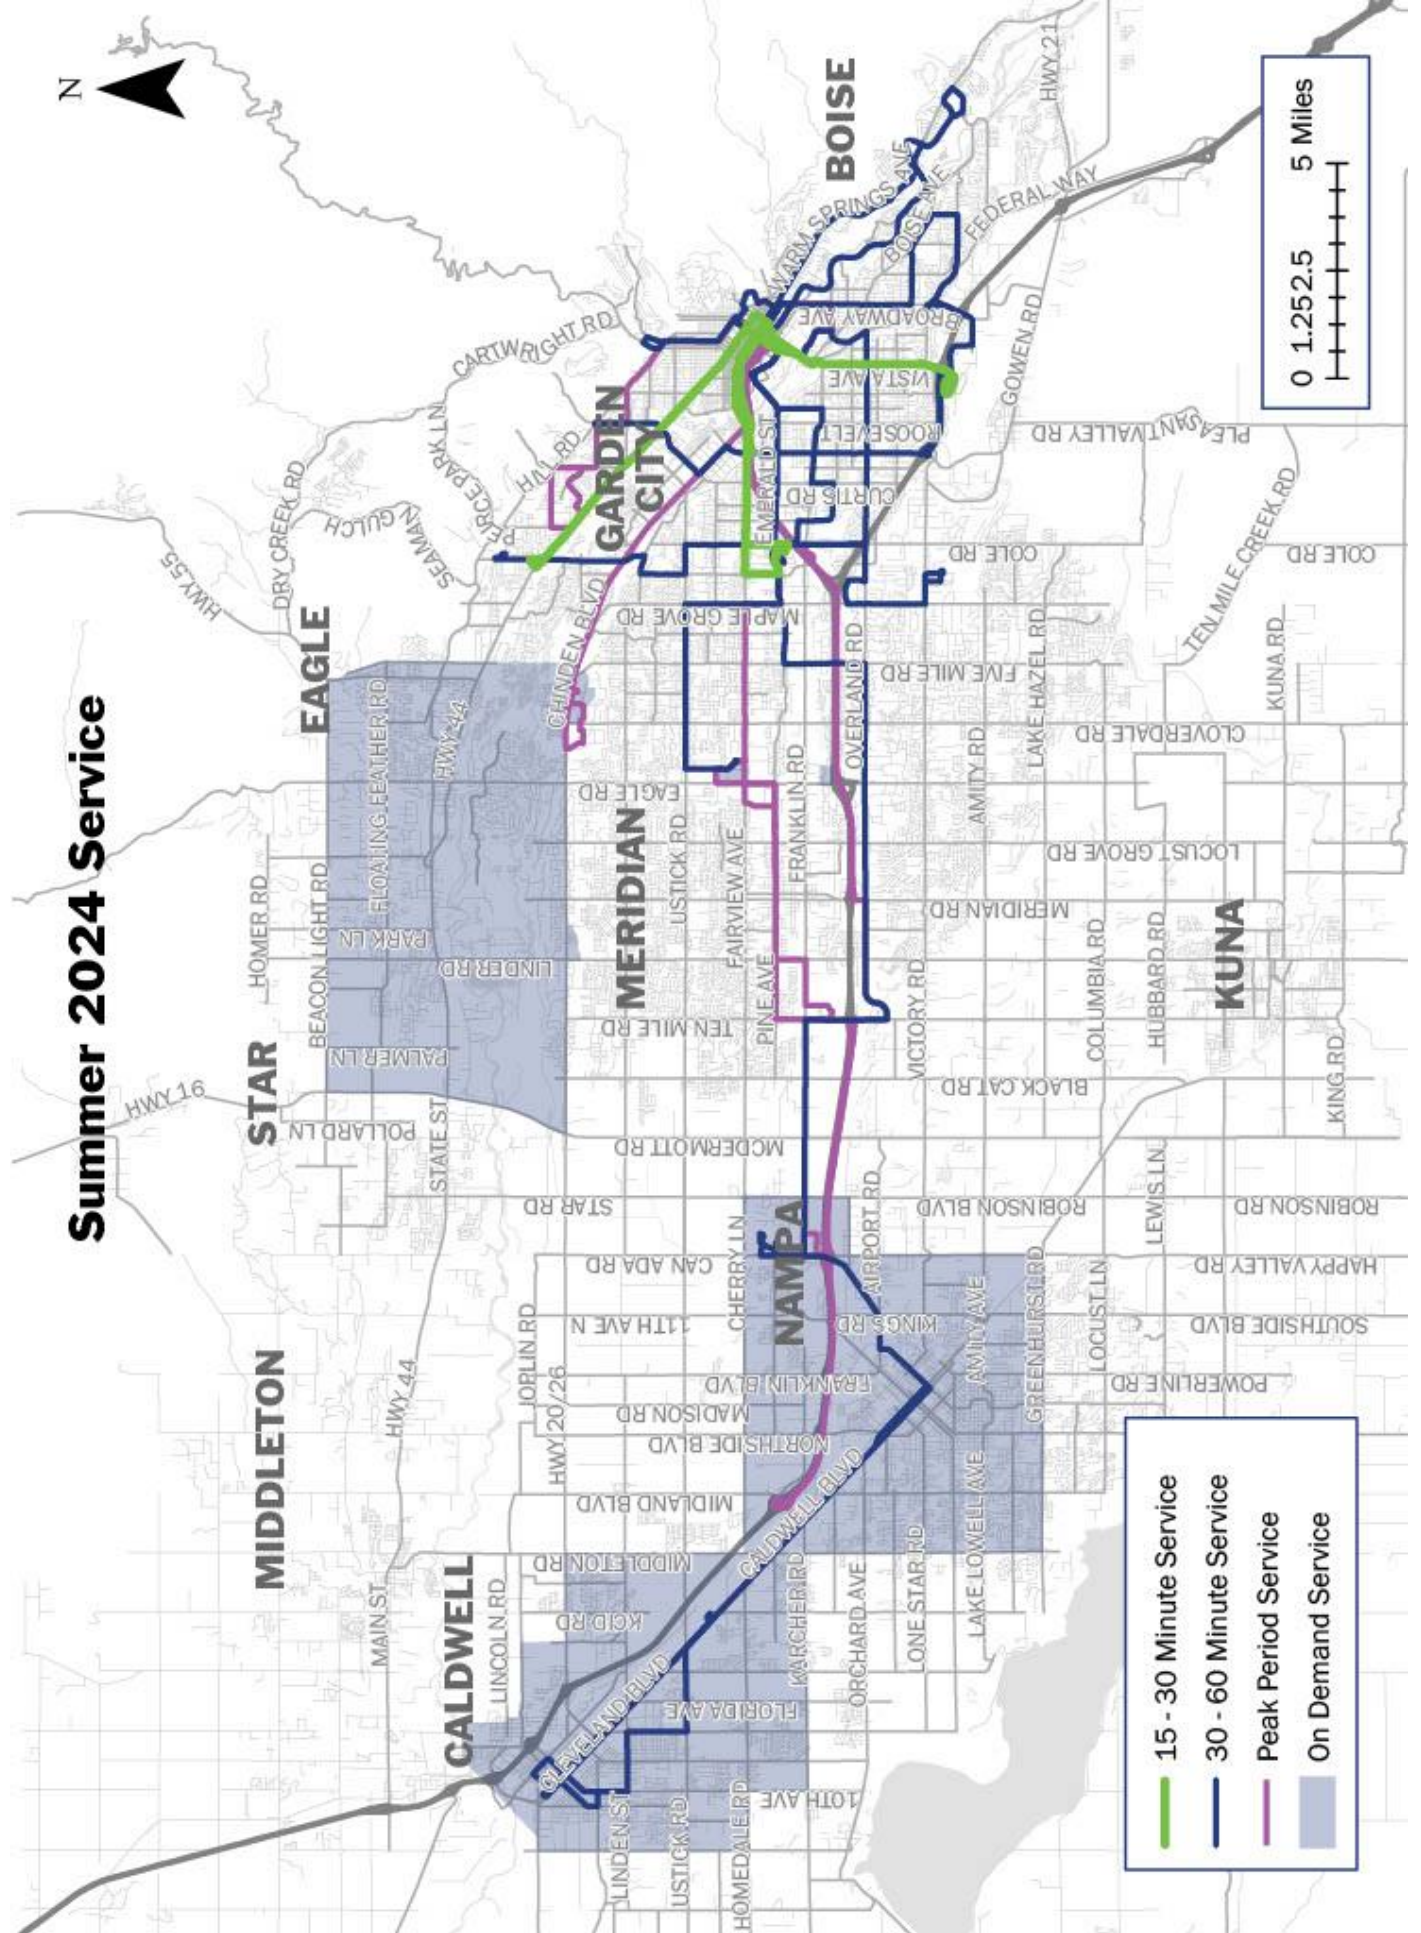 Summer 2024 Service
N
HWY 16
HWY 55
HOMER RD
STAR
EAGLE
DRY CREEK RD
SEAMAN GULCH
PEIRCE PARK LN
CARTWRIGHT RD
HILL RD
MIDDLETON
POLLARD LN
BEACON LIGHT RD
PALMER LN
PARK LN
FLOATING FEATHER RD
MAIN ST
HWY 44
STATE ST
LINDER RD
HWY 44
CALDWELL
LINCOLN RD
JOPLIN RD
HWY 20/26
STAR RD
CHINDEN BLVD
GARDEN
CITY
KCID RD
MIDDLETON RD
MIDLAND BLVD
NORTHSIDE BLVD
MADISON RD
FRANKLIN BLVD
11TH AVE N
CAN ADA RD
MCDERMOTT RD
TEN MILE RD
MERIDIAN
EAGLE RD
MAPLE GROVE RD
CLEVELAND BLVD
LINDEN ST
USTICK RD
USTICK RD
HOMEDALE RD
FLORIDA AVE
10TH AVE
KARCHER RD
CALDWELL BLVD
CHERRY LN
NAMPA
PINE AVE
FAIRVIEW AVE
FRANKLIN RD
EMERALD ST
CURTIS RD
ROOSEVELT
VISTA AVE
BROADWAY AVE
WARM SPRINGS AVE
BOISE AVE
BOISE
ORCHARD AVE
LONE STAR RD
LAKE LOWELL AVE
KINGS RD
AIRPORT RD
AMITY AVE
GREENHURST RD
VICTORY RD
OVERLAND RD
FIVE MILE RD
COLE RD
FEDERAL WAY
GOWEN RD
HWY 21
ROBINSON BLVD
BLACK CAT RD
MERIDIAN RD
AMITY RD
LAKE HAZEL RD
LOCUST GROVE RD
CLOVERDALE RD
PLEASANT VALLEY RD
LOCUST LN
POWERLINE RD
LEWIS LN
COLUMBIA RD
HUBBARD RD
KUNA
TEN MILE CREEK RD
KUNA RD
COLE RD
SOUTHSIDE BLVD
HAPPY VALLEY RD
ROBINSON RD
KING RD
15 - 30 Minute Service
30 - 60 Minute Service
Peak Period Service
On Demand Service
0 1.252.5 5 Miles